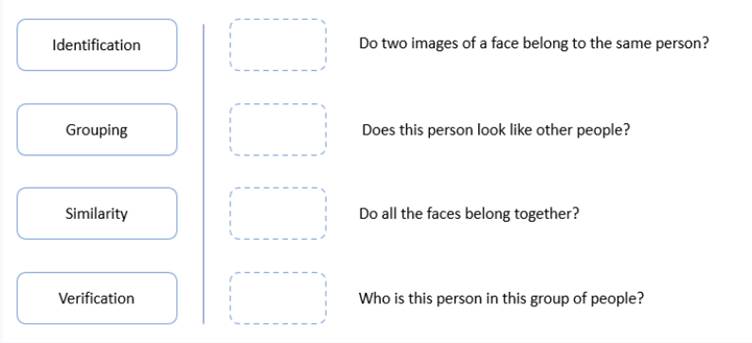 Identification
Do two images of a face belong to the same person?
Grouping
Does this person look like other people?
Similarity
Do all the faces belong together?
Verification
Who is this person in this group of people?